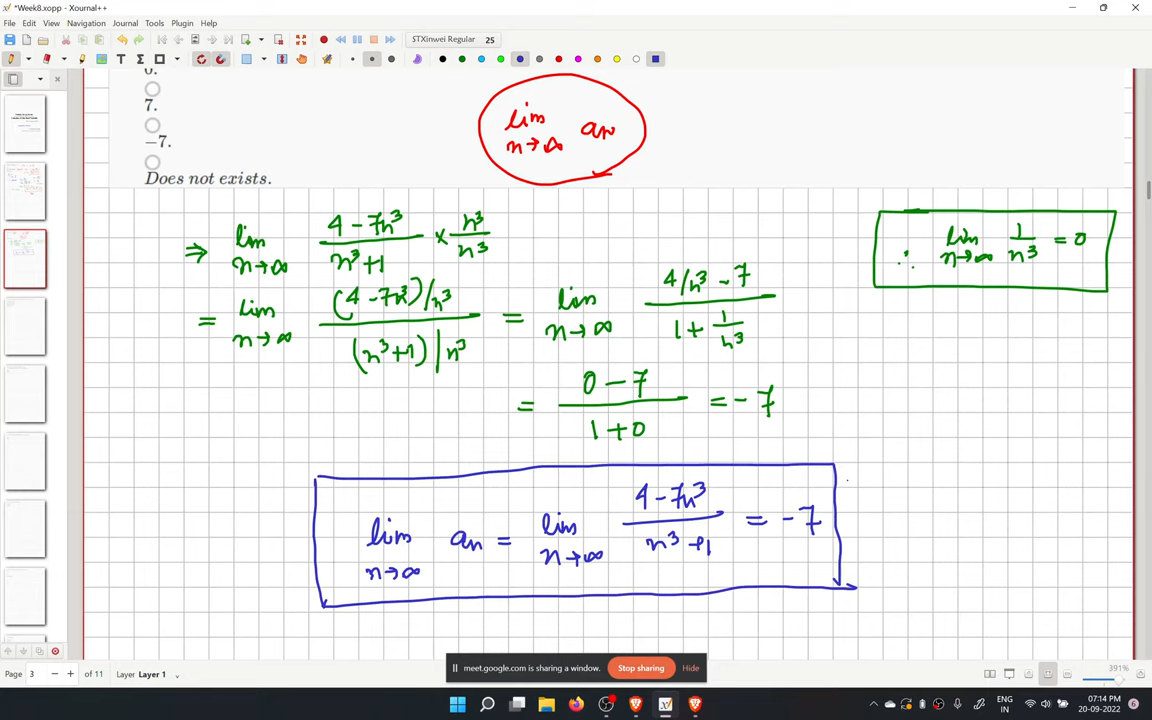 *Week8.xopp - Xournal++
File Edit View Navigation Journal Tools Plugin Help
STXinwei Regular 25
0.
7.
−7.
Does not exists.
lim n→∞ an
⇒ lim n→∞ (4 - 7n³)/(n³+1) × n³/n³
∴ lim n→∞ 1/n³ = 0
= lim n→∞ ((4 - 7n³)/n³)/((n³+1)|n³) = lim n→∞ (4/n³ - 7)/(1 + 1/n³)
= (0 - 7)/(1 + 0) = - 7
lim n→∞ an = lim n→∞ (4 - 7n³)/(n³+1) = - 7
meet.google.com is sharing a window. Stop sharing Hide
Page 3 of 11 Layer Layer 1 391%
ENG 07:14 PM
IN 20-09-2022 6